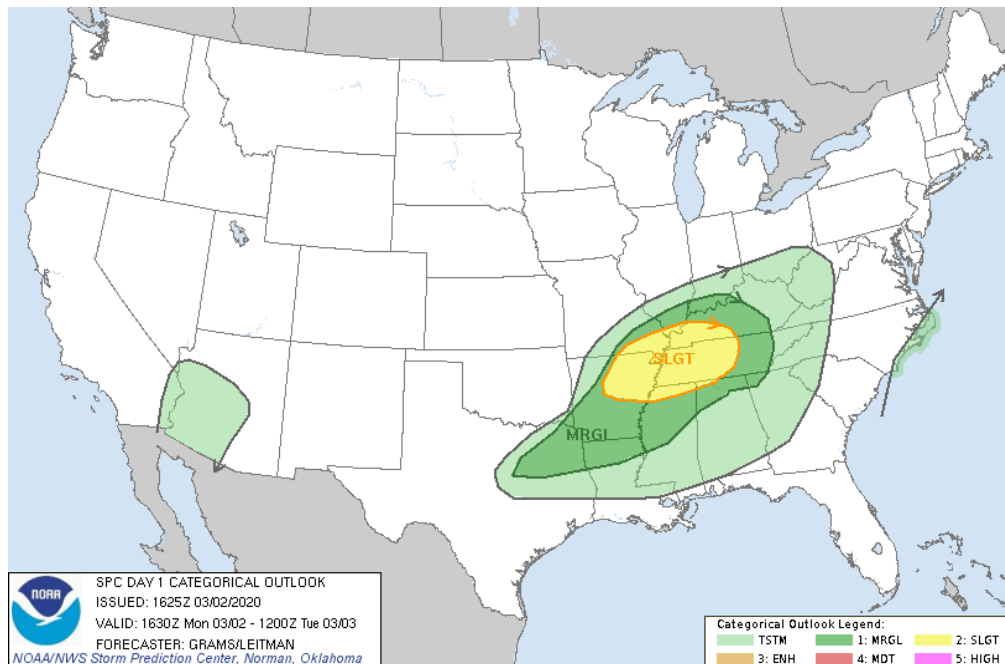 SLGT
MRGL
NOAA
SPC DAY 1 CATEGORICAL OUTLOOK
ISSUED: 1625Z 03/02/2020
VALID: 1630Z Mon 03/02 - 1200Z Tue 03/03
FORECASTER: GRAMS/LEITMAN
NOAA/NWS Storm Prediction Center, Norman, Oklahoma
Categorical Outlook Legend:
TSTM 1: MRGL 2: SLGT
3: ENH 4: MDT 5: HIGH